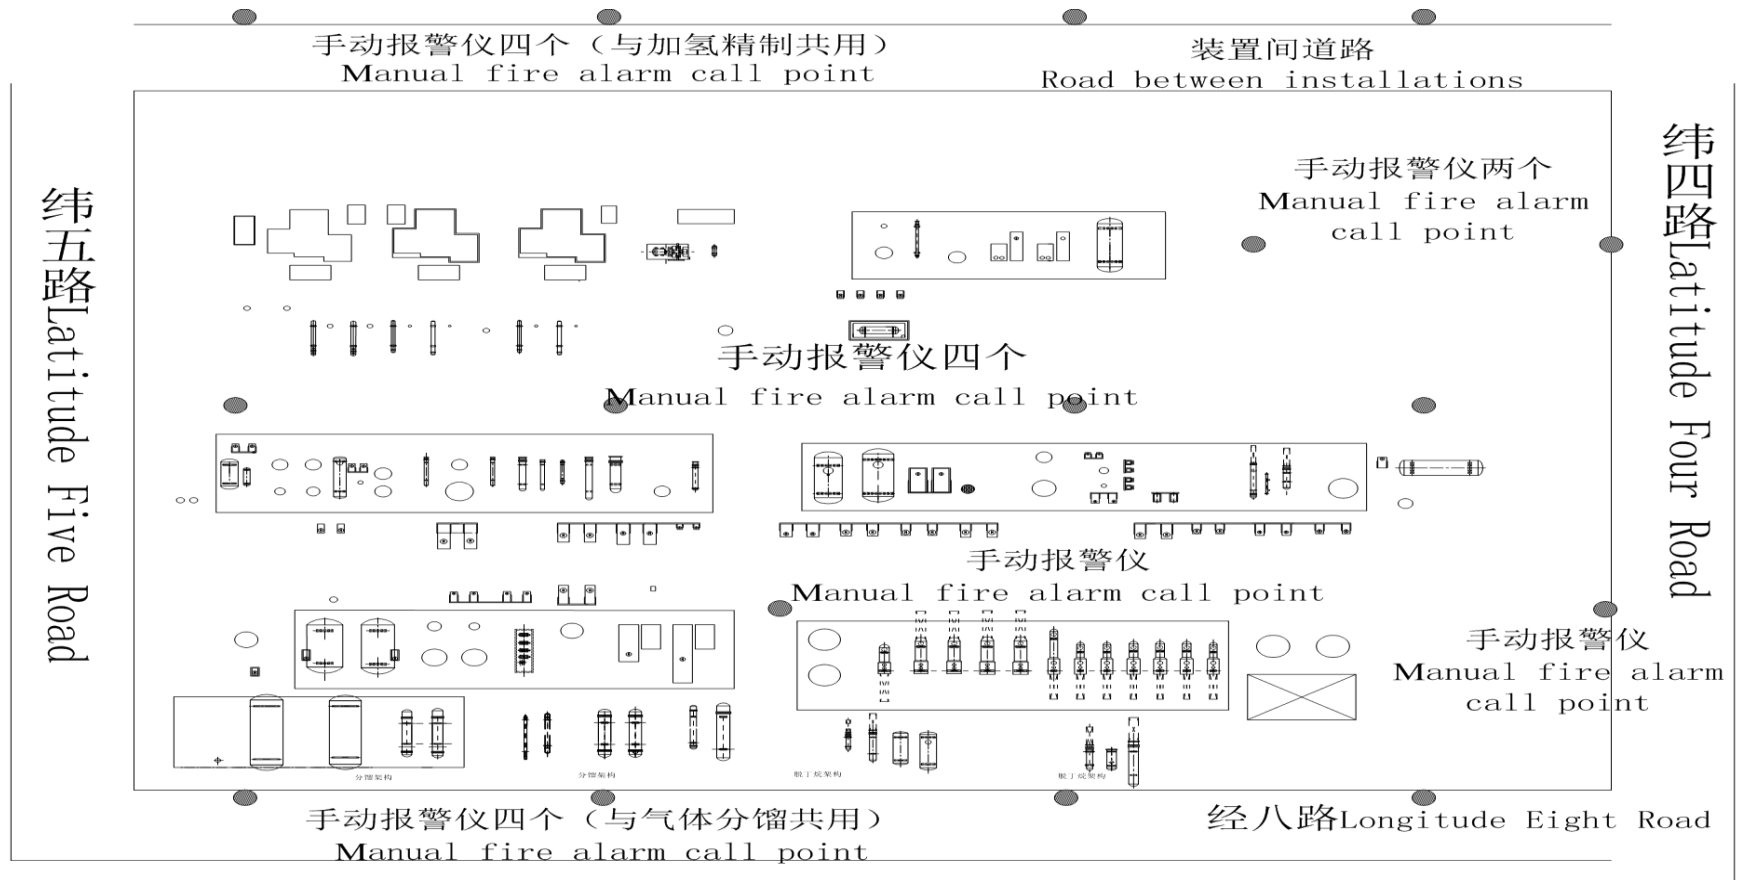 手动报警仪四个（与加氢精制共用）
Manual fire alarm call point
装置间道路
Road between installations
纬五路Latitude Five Road
纬四路Latitude Four Road
手动报警仪两个
Manual fire alarm
call point
手动报警仪四个
Manual fire alarm call point
手动报警仪
Manual fire alarm call point
手动报警仪
Manual fire alarm
call point
分馏架构
分馏架构
脱丁烷架构
脱丁烷架构
手动报警仪四个（与气体分馏共用）
Manual fire alarm call point
经八路Longitude Eight Road